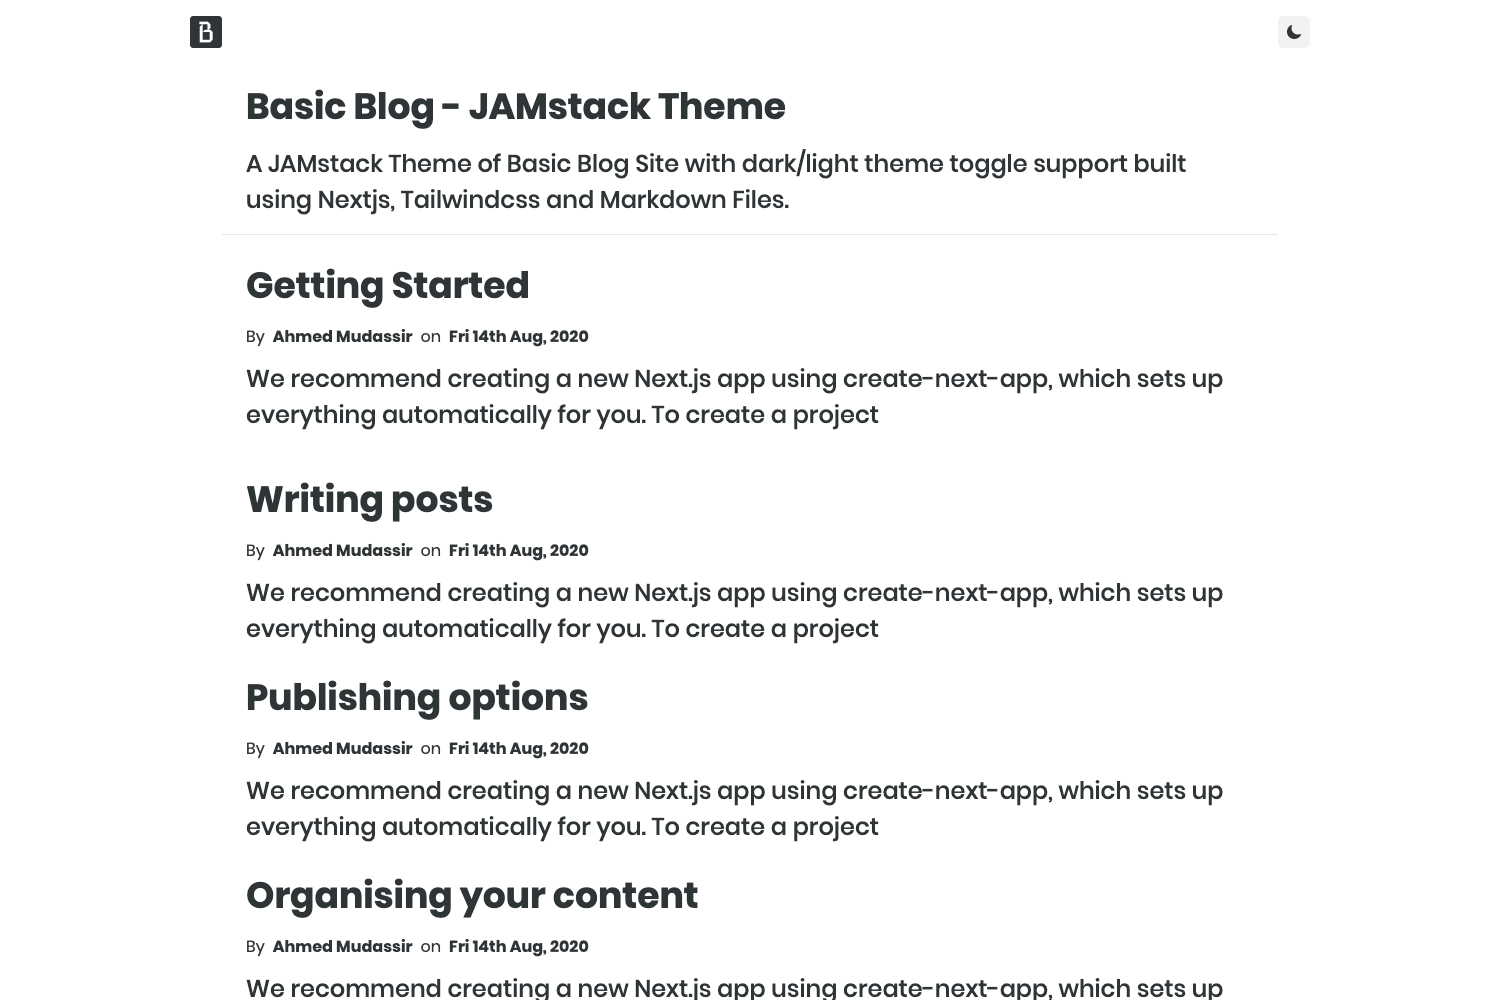 B
Basic Blog - JAMstack Theme
A JAMstack Theme of Basic Blog Site with dark/light theme toggle support built
using Nextjs, Tailwindcss and Markdown Files.
Getting Started
By Ahmed Mudassir on Fri 14th Aug, 2020
We recommend creating a new Next.js app using create-next-app, which sets up
everything automatically for you. To create a project
Writing posts
By Ahmed Mudassir on Fri 14th Aug, 2020
We recommend creating a new Next.js app using create-next-app, which sets up
everything automatically for you. To create a project
Publishing options
By Ahmed Mudassir on Fri 14th Aug, 2020
We recommend creating a new Next.js app using create-next-app, which sets up
everything automatically for you. To create a project
Organising your content
By Ahmed Mudassir on Fri 14th Aug, 2020
We recommend creating a new Next.js app using create-next-app, which sets up